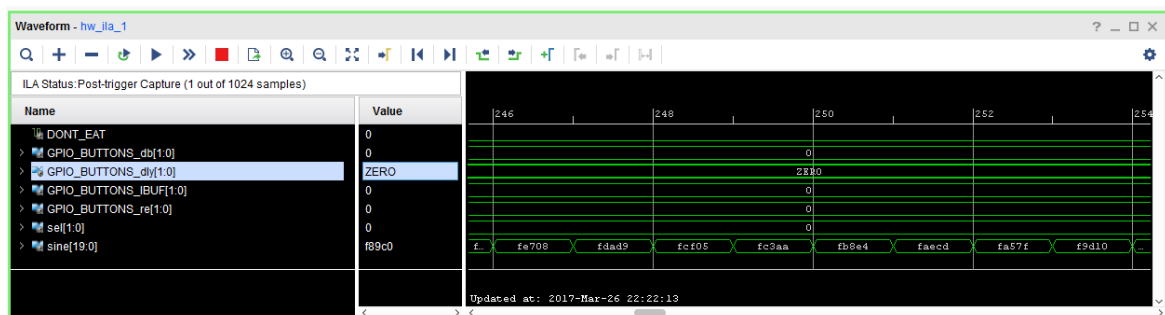 Waveform - hw_ila_1
ILA Status:Post-trigger Capture (1 out of 1024 samples)
Name Value
246 248 250 252 254
DONT_EAT 0
GPIO_BUTTONS_db[1:0] 0 0
GPIO_BUTTONS_dly[1:0] ZERO ZERO
GPIO_BUTTONS_IBUF[1:0] 0 0
GPIO_BUTTONS_re[1:0] 0 0
sel[1:0] 0 0
sine[19:0] f89c0 f... fe708 fdad9 fcf05 fc3aa fb8e4 faecd fa57f f9d10 ...
Updated at: 2017-Mar-26 22:22:13